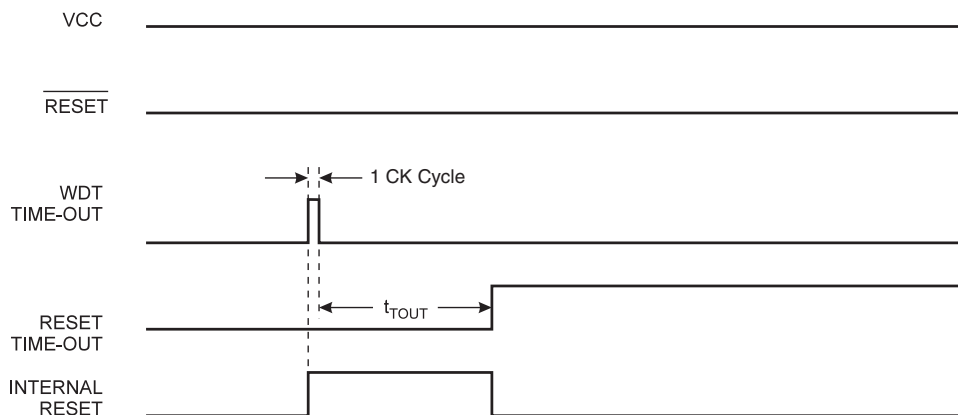 VCC
RESET
1 CK Cycle
WDT
TIME-OUT
tTOUT
RESET
TIME-OUT
INTERNAL
RESET